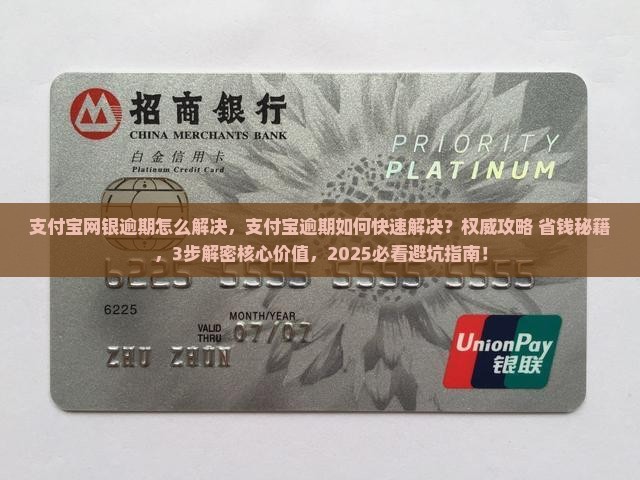 招商銀行
CHINA MERCHANTS BANK
白金信用卡
Platinum Credit Card
PRIORITY
PLATINUM
支付宝网银逾期怎么解决，支付宝逾期如何快速解决？权威攻略 省钱秘籍
，3步解密核心价值，2025必看避坑指南！
6225 5555 5555 5555
6225
MONTH/YEAR
VALID
THRU
07/07
ZHU ZHUN
UnionPay
银联